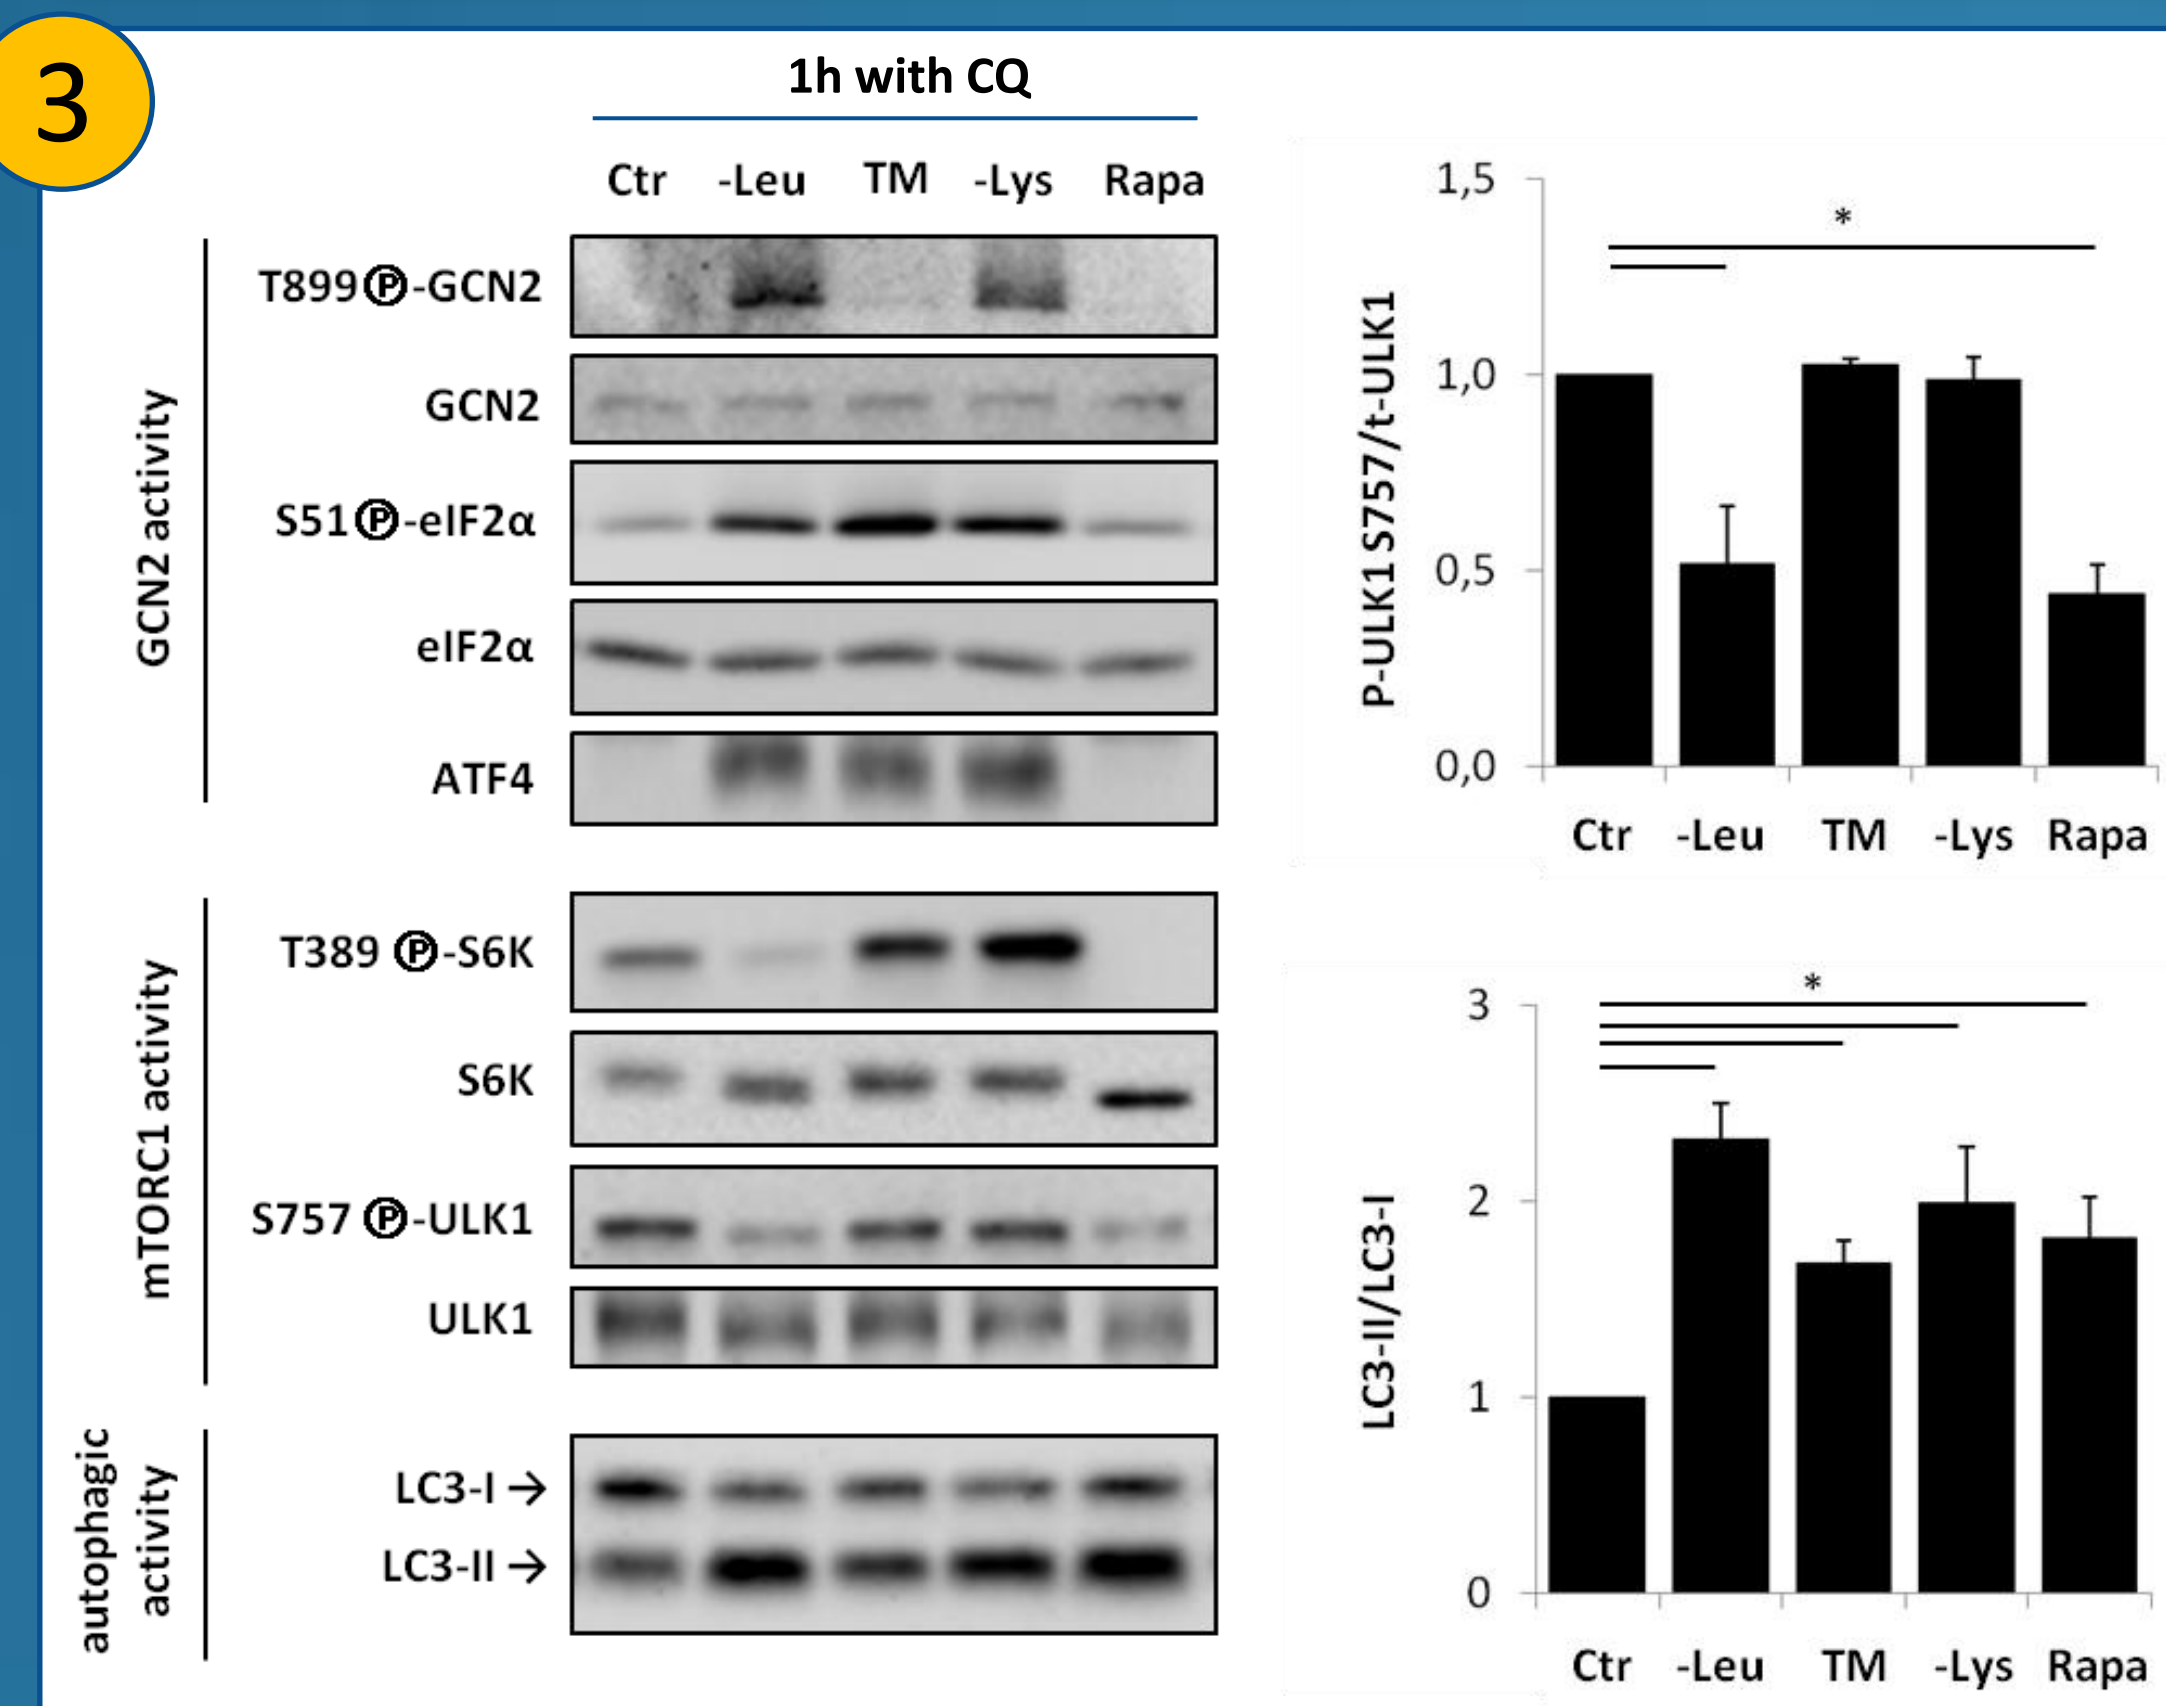 3
1h with CQ
Ctr -Leu TM -Lys Rapa
GCN2 activity
T899 Ⓟ-GCN2
GCN2
S51 Ⓟ-eIF2α
eIF2α
ATF4
mTORC1 activity
T389 Ⓟ-S6K
S6K
S757 Ⓟ-ULK1
ULK1
autophagic
activity
LC3-I →
LC3-II →
P-ULK1 S757/t-ULK1
1,5
1,0
0,5
0,0
*
Ctr -Leu TM -Lys Rapa
LC3-II/LC3-I
3
2
1
0
*
Ctr -Leu TM -Lys Rapa